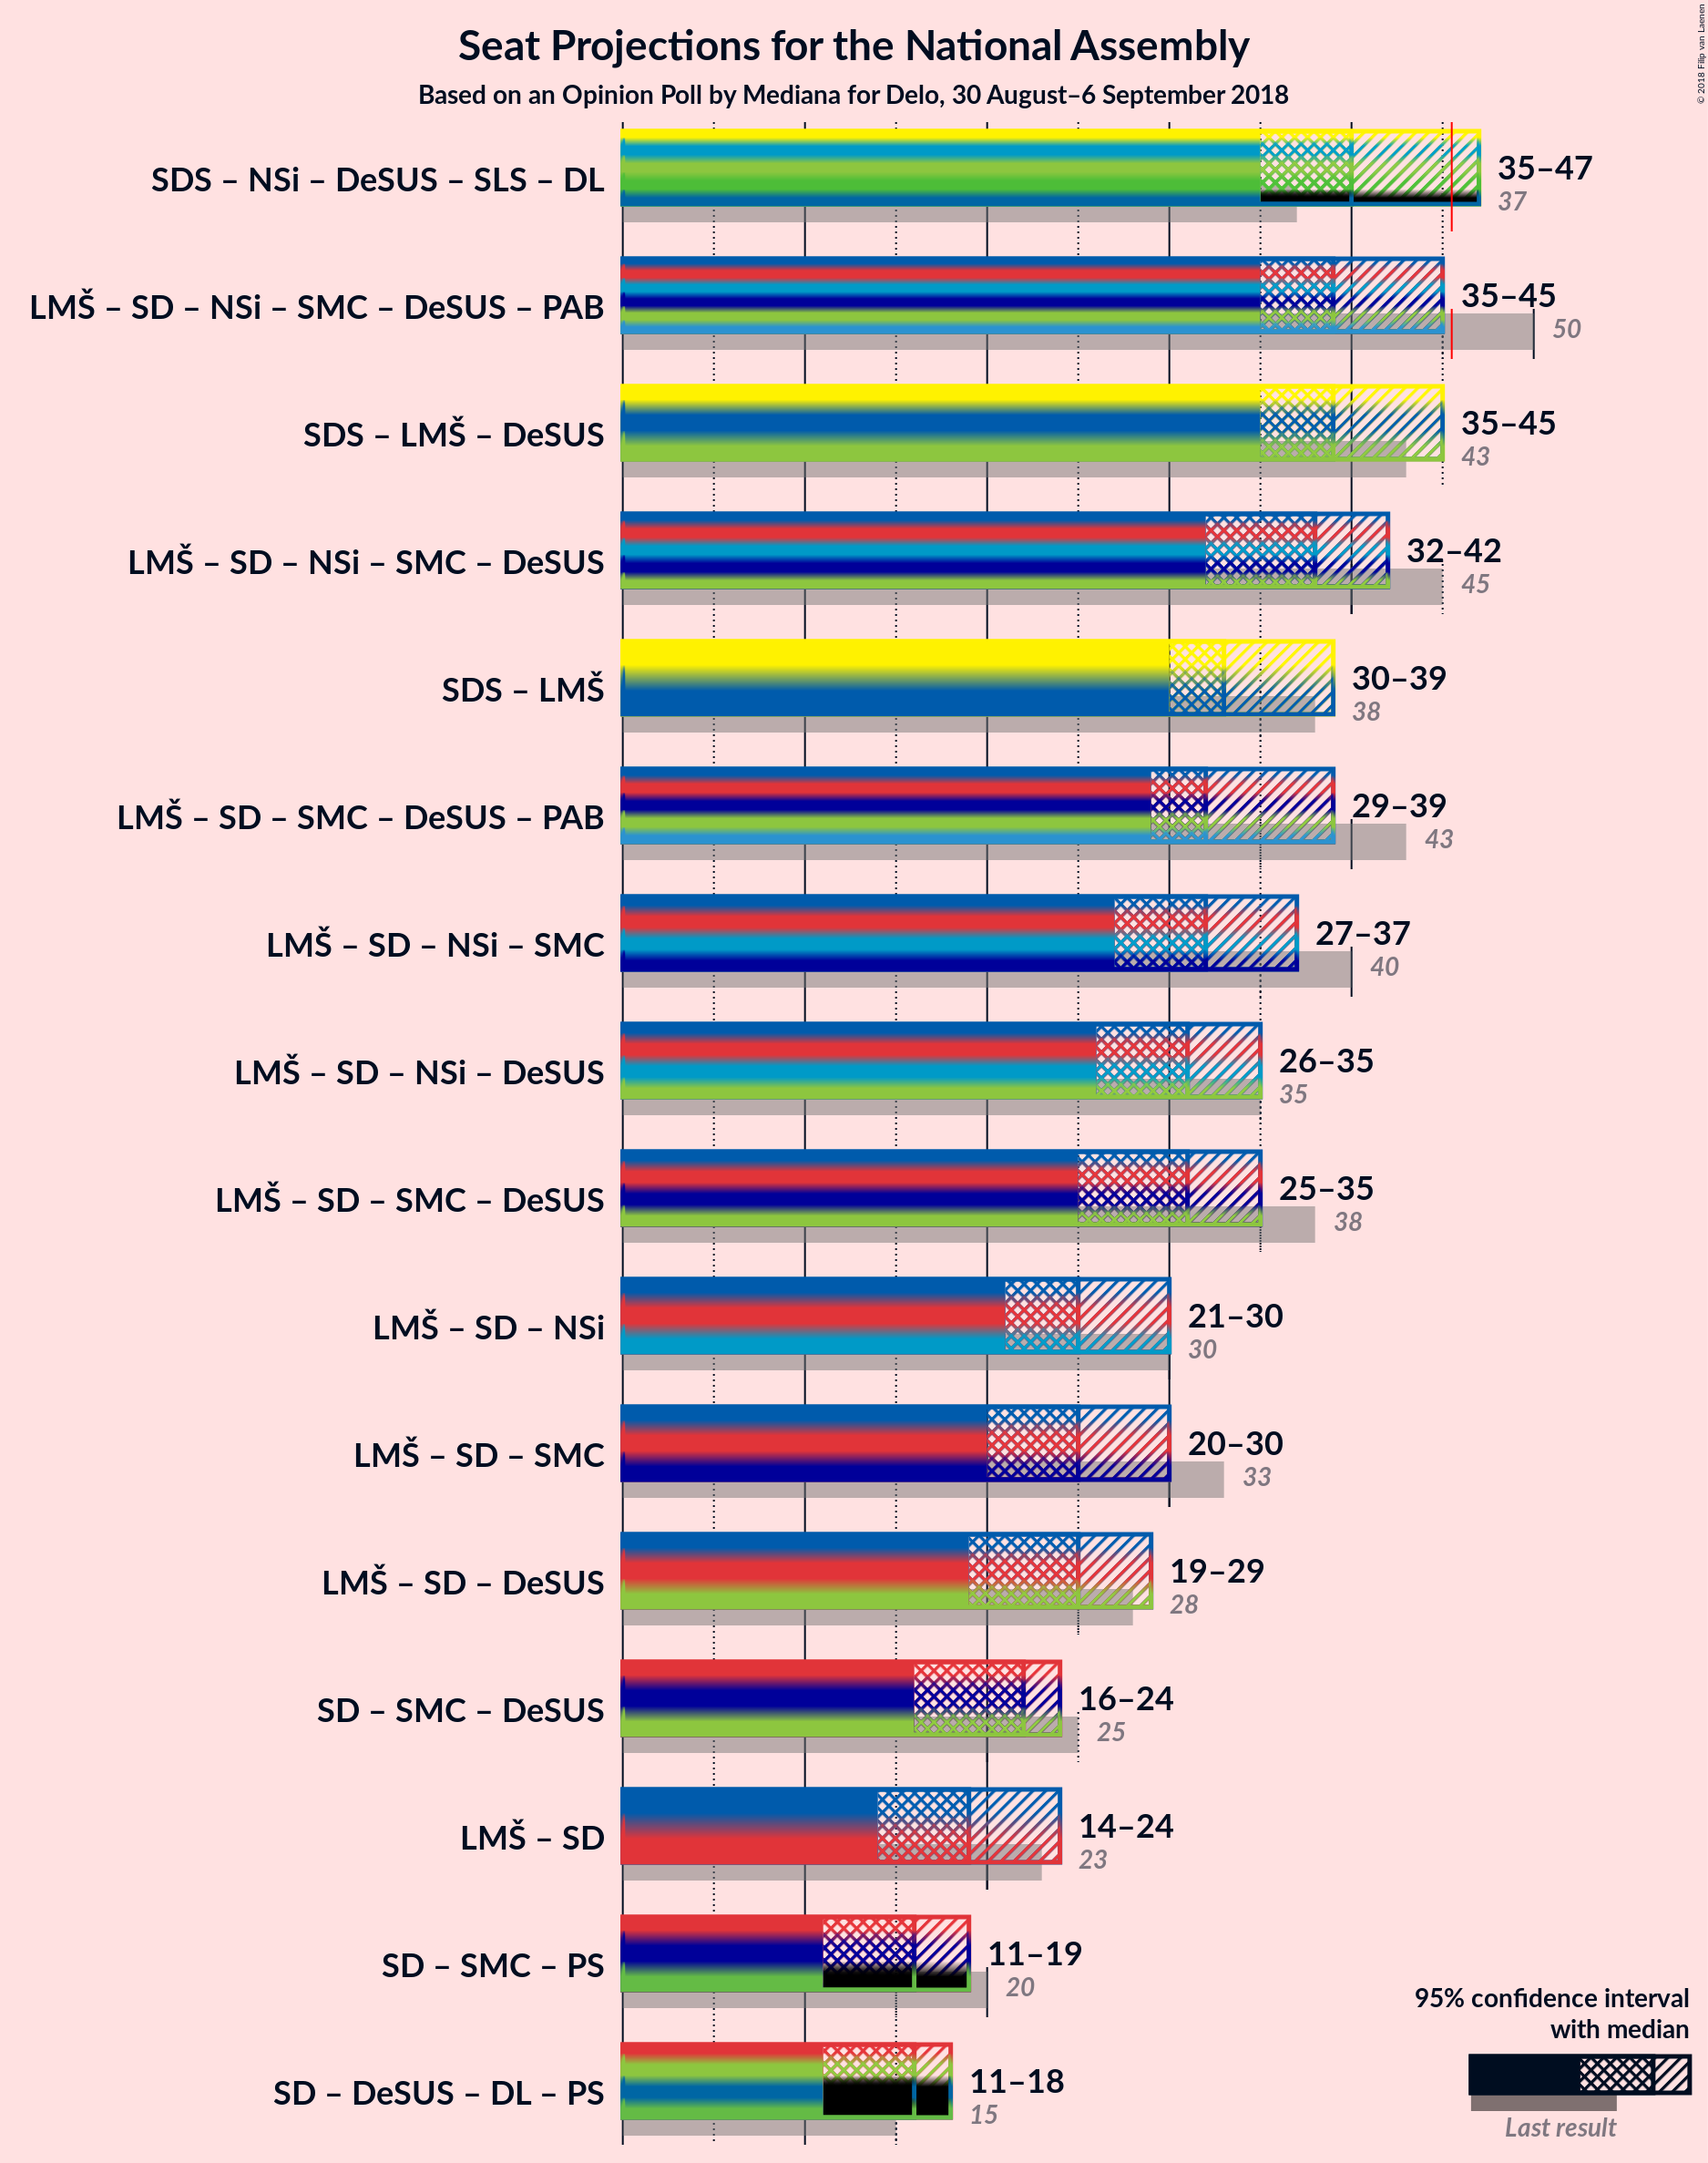 © 2018 Filip van Laenen
Seat Projections for the National Assembly
Based on an Opinion Poll by Mediana for Delo, 30 August–6 September 2018
SDS – NSi – DeSUS – SLS – DL
35–47
37
LMŠ – SD – NSi – SMC – DeSUS – PAB
35–45
50
SDS – LMŠ – DeSUS
35–45
43
LMŠ – SD – NSi – SMC – DeSUS
32–42
45
SDS – LMŠ
30–39
38
LMŠ – SD – SMC – DeSUS – PAB
29–39
43
LMŠ – SD – NSi – SMC
27–37
40
LMŠ – SD – NSi – DeSUS
26–35
35
LMŠ – SD – SMC – DeSUS
25–35
38
LMŠ – SD – NSi
21–30
30
LMŠ – SD – SMC
20–30
33
LMŠ – SD – DeSUS
19–29
28
SD – SMC – DeSUS
16–24
25
LMŠ – SD
14–24
23
SD – SMC – PS
11–19
20
SD – DeSUS – DL – PS
11–18
15
95% confidence interval
with median
Last result